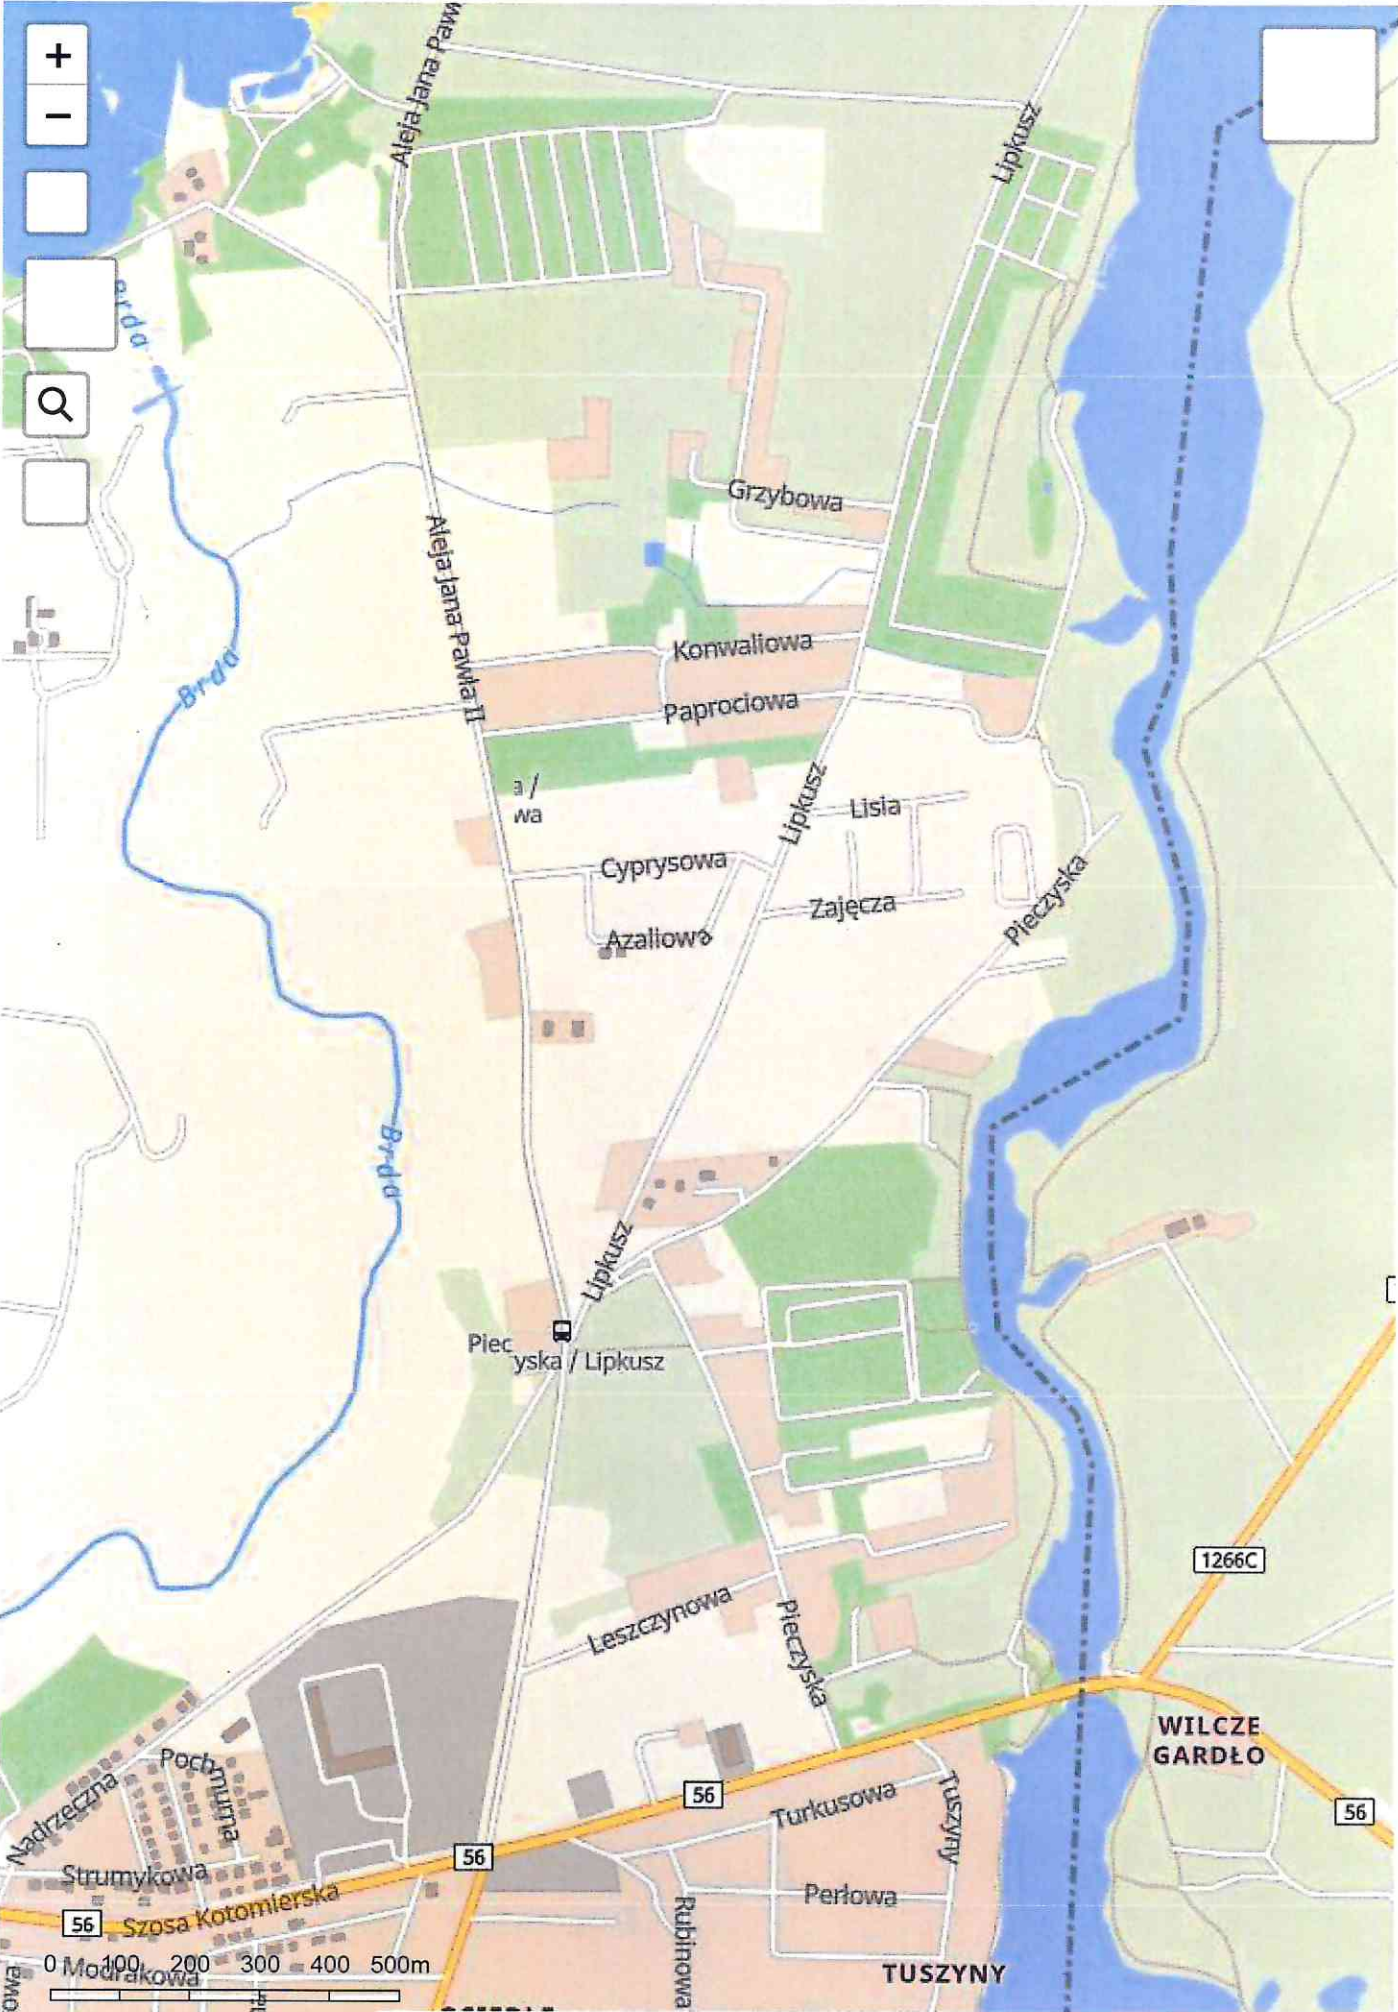 +
−
Aleja Jana Paw
Lipkusz
Brda
Grzybowa
Aleja Jana Pawła II
Konwaliowa
Brda
Paprociowa
a /
wa
Lipkusz
Lisia
Cyprysowa
Pieczyska
Zajęcza
Azaliowa
Brda
Lipkusz
Piec
yska / Lipkusz
1266C
Leszczynowa
Pieczyska
WILCZE
GARDŁO
Pochmurna
Nadrzeczna
56
Turkusowa
Tuszyny
56
56
Strumykowa
Perłowa
Szosa Kotomierska
56
Rubinowa
0 100 200 300 400 500m
Modrakowa
TUSZYNY